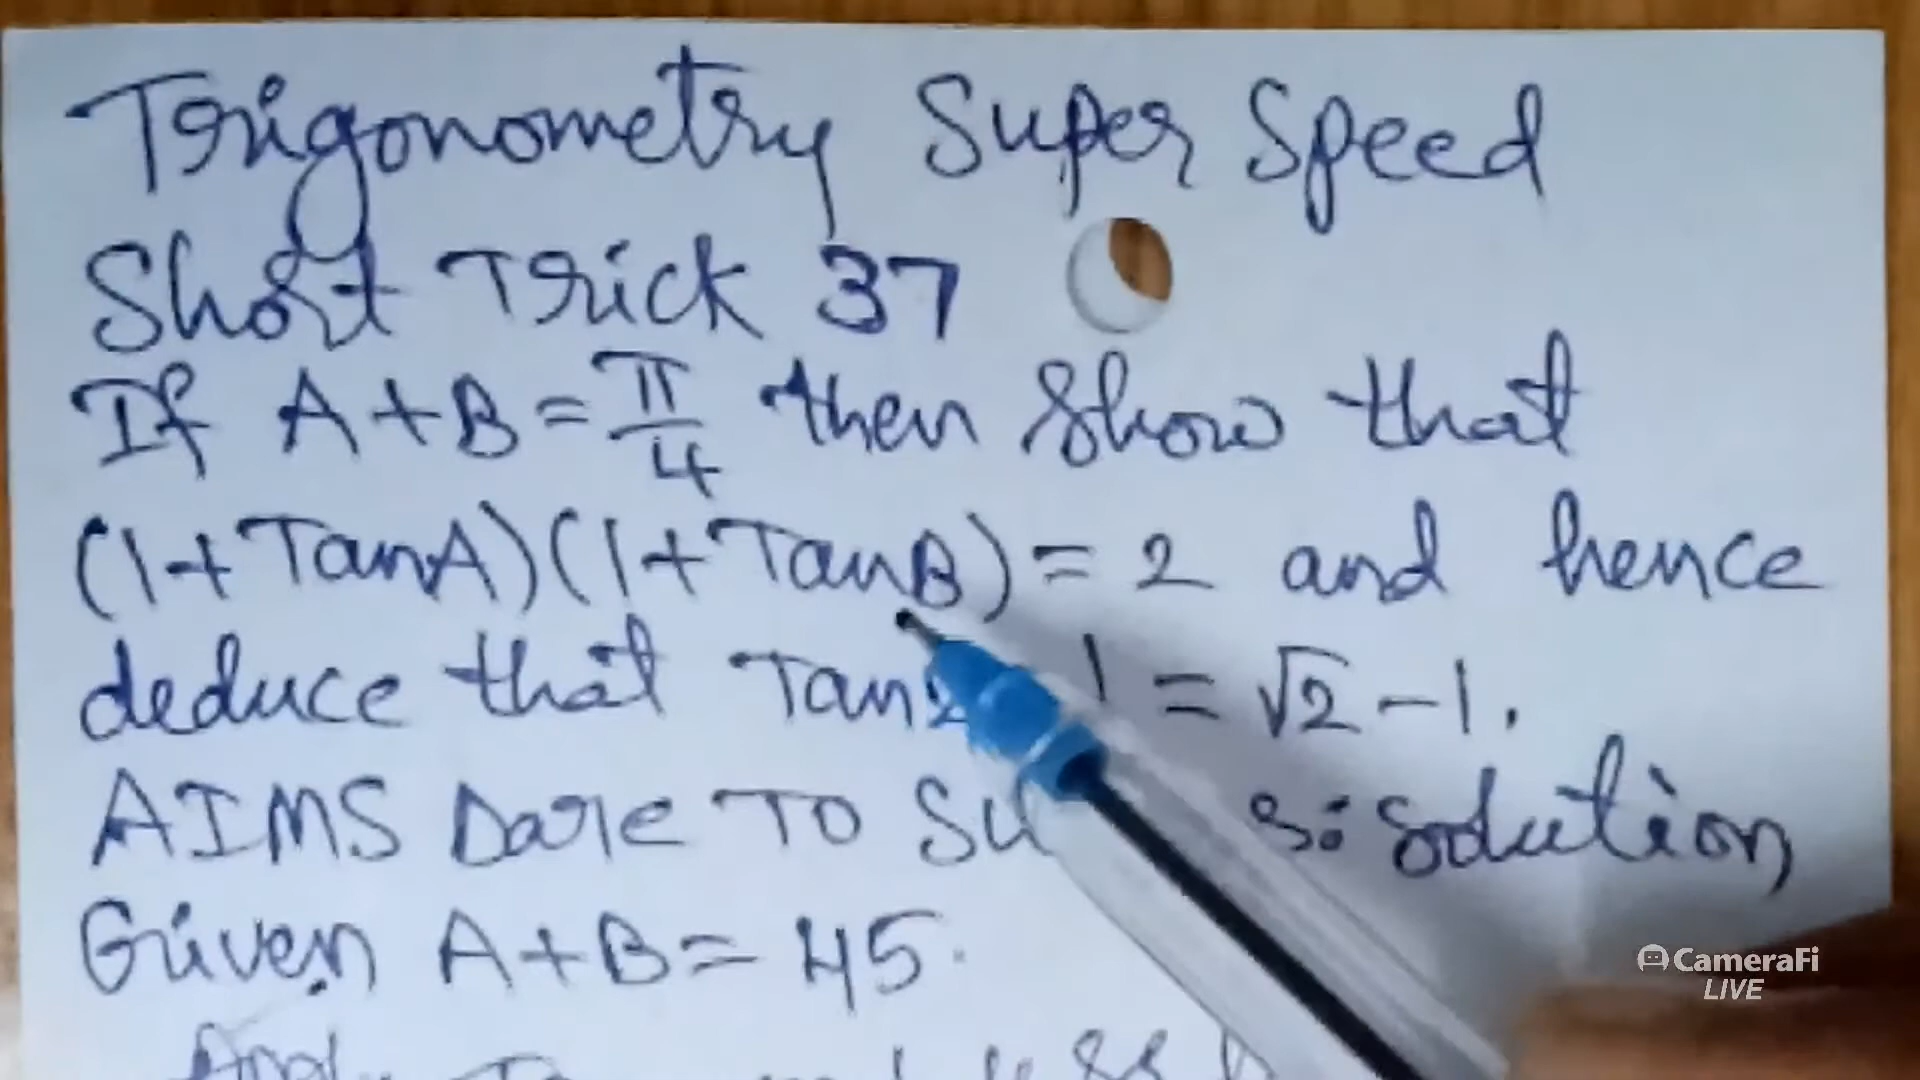 Trigonometry Super Speed
Short Trick 37
If A+B = π/4 then show that
(1+TanA)(1+TanB) = 2 and hence
deduce that Tan = √2 - 1.
AIMS Dare TO Solution
Given A+B = 45
CameraFi
LIVE